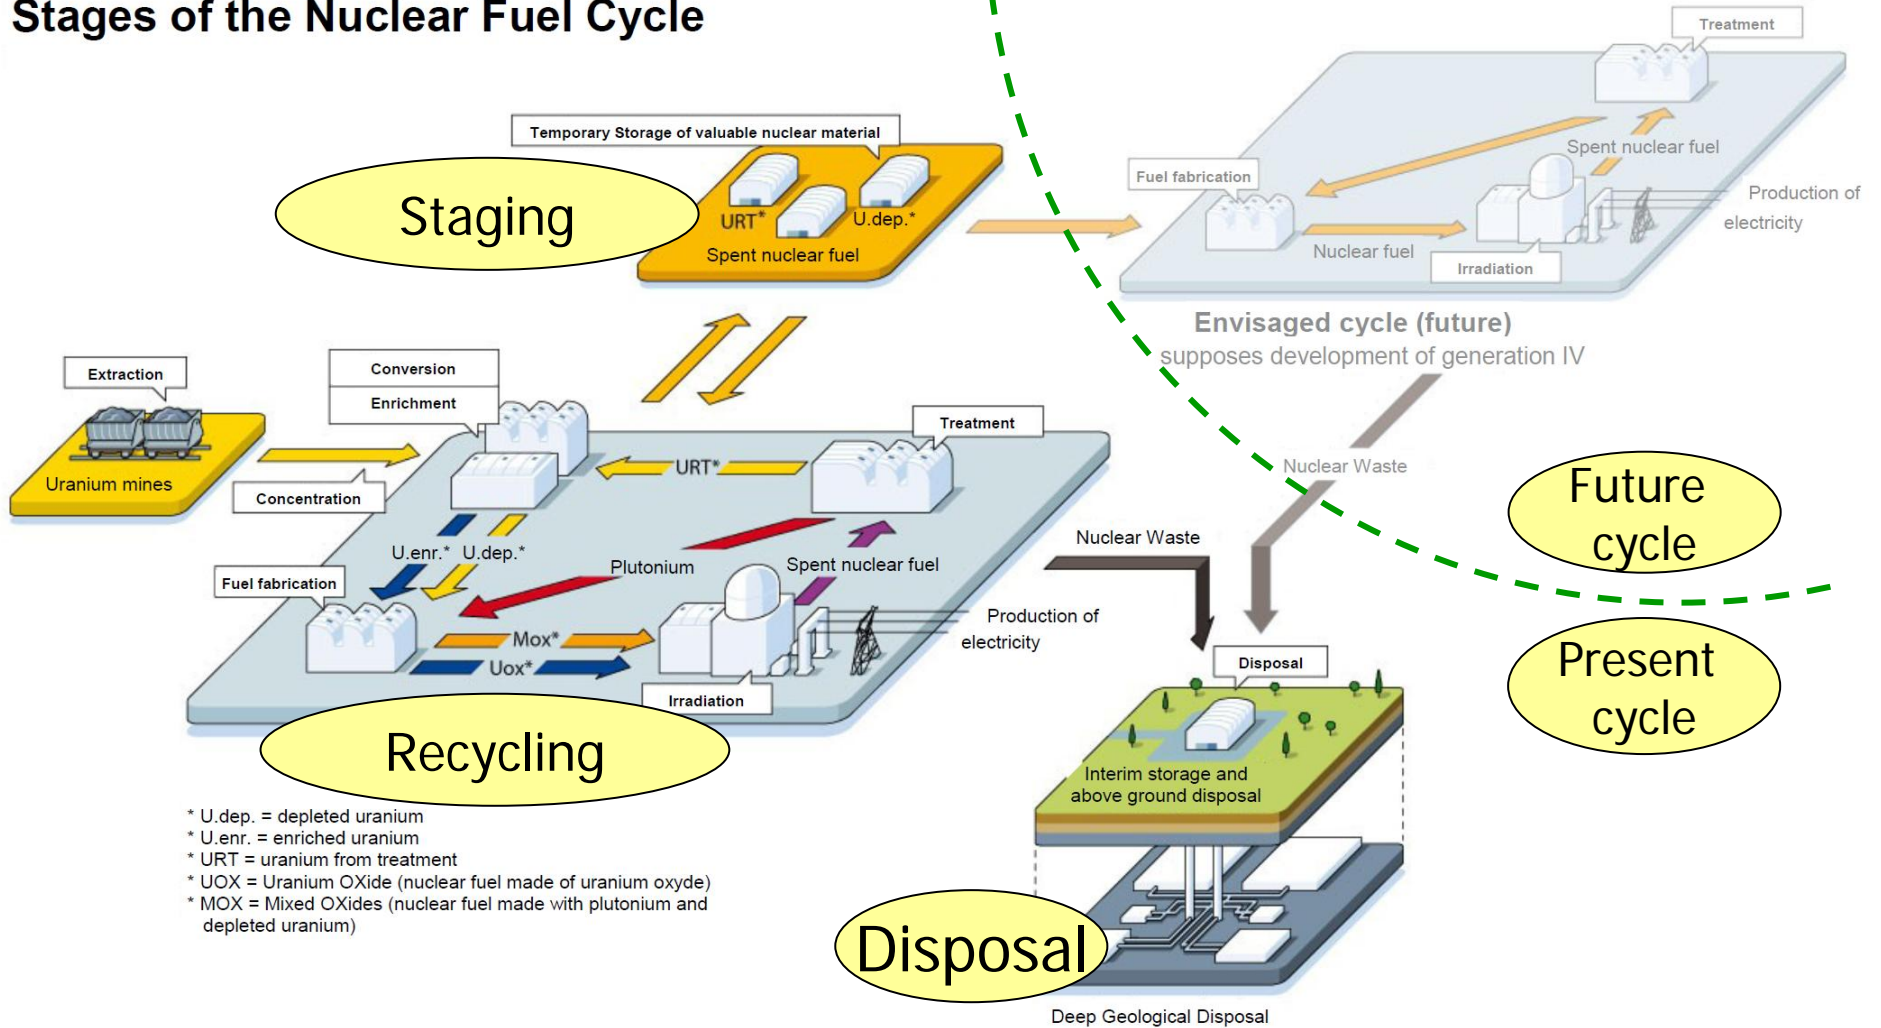 Stages of the Nuclear Fuel Cycle
Treatment
Temporary Storage of valuable nuclear material
Staging
URT*
U.dep.*
Spent nuclear fuel
Spent nuclear fuel
Fuel fabrication
Production of
electricity
Nuclear fuel
Irradiation
Envisaged cycle (future)
supposes development of generation IV
Extraction
Uranium mines
Conversion
Enrichment
Concentration
Treatment
URT*
U.enr.*
U.dep.*
Plutonium
Spent nuclear fuel
Fuel fabrication
Mox*
Uox*
Irradiation
Production of
electricity
Recycling
Nuclear Waste
Nuclear Waste
Future
cycle
Present
cycle
Disposal
Interim storage and
above ground disposal
Disposal
Deep Geological Disposal
* U.dep. = depleted uranium
* U.enr. = enriched uranium
* URT = uranium from treatment
* UOX = Uranium OXide (nuclear fuel made of uranium oxyde)
* MOX = Mixed OXides (nuclear fuel made with plutonium and
depleted uranium)